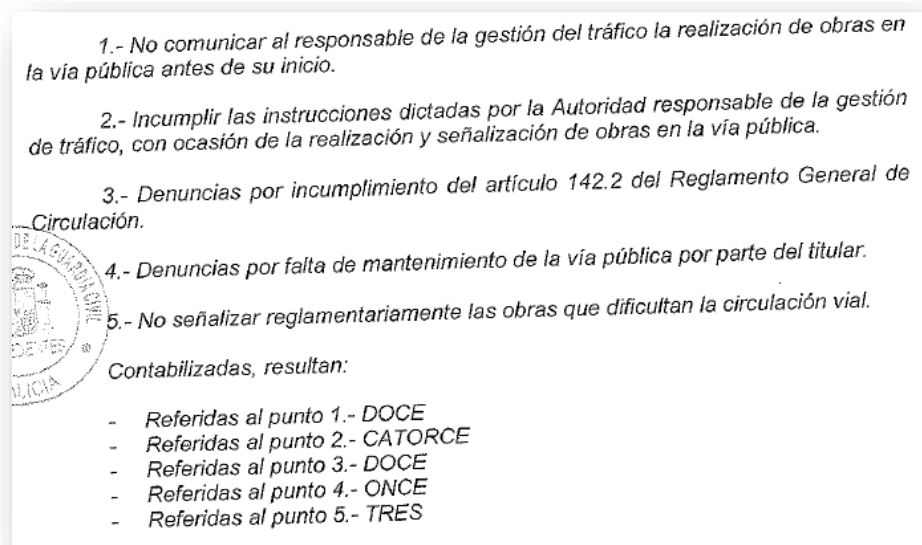 1.- No comunicar al responsable de la gestión del tráfico la realización de obras en
la vía pública antes de su inicio.
2.- Incumplir las instrucciones dictadas por la Autoridad responsable de la gestión
de tráfico, con ocasión de la realización y señalización de obras en la vía pública.
3.- Denuncias por incumplimiento del artículo 142.2 del Reglamento General de
Circulación.
DE LA GUARDIA CIVIL
4.- Denuncias por falta de mantenimiento de la vía pública por parte del titular.
5.- No señalizar reglamentariamente las obras que dificultan la circulación vial.
Contabilizadas, resultan:
- Referidas al punto 1.- DOCE
- Referidas al punto 2.- CATORCE
- Referidas al punto 3.- DOCE
- Referidas al punto 4.- ONCE
- Referidas al punto 5.- TRES